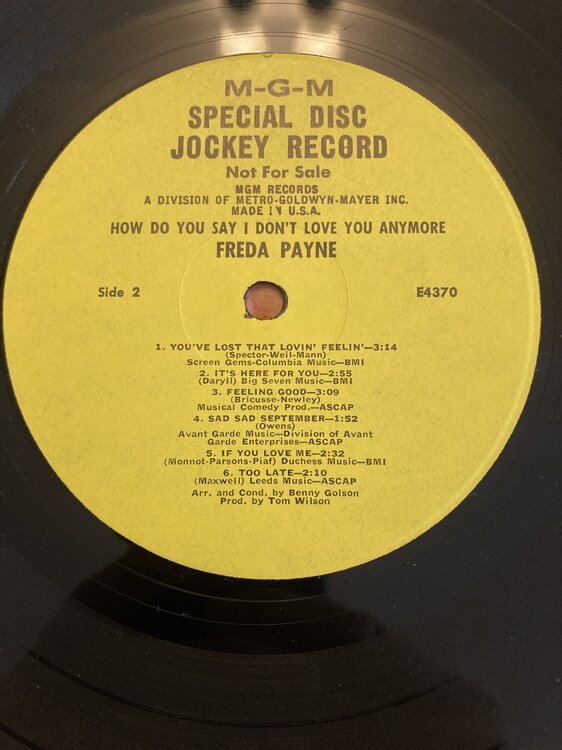 M-G-M
SPECIAL DISC
JOCKEY RECORD
Not For Sale
MGM RECORDS
A DIVISION OF METRO-GOLDWYN-MAYER INC.
MADE IN U.S.A.
HOW DO YOU SAY I DON'T LOVE YOU ANYMORE
FREDA PAYNE
Side 2
E4370
1. YOU'VE LOST THAT LOVIN' FEELIN'—3:14
(Spector-Weil-Mann)
Screen Gems-Columbia Music—BMI
2. IT'S HERE FOR YOU—2:55
(Daryll) Big Seven Music—BMI
3. FEELING GOOD—3:09
(Bricusse-Newley)
Musical Comedy Prod.—ASCAP
4. SAD SAD SEPTEMBER—1:52
(Owens)
Avant Garde Music—Division of Avant
Garde Enterprises—ASCAP
5. IF YOU LOVE ME—2:32
(Monnot-Parsons-Piaf) Duchess Music—BMI
6. TOO LATE—2:10
(Maxwell) Leeds Music—ASCAP
Arr. and Cond. by Benny Golson
Prod. by Tom Wilson